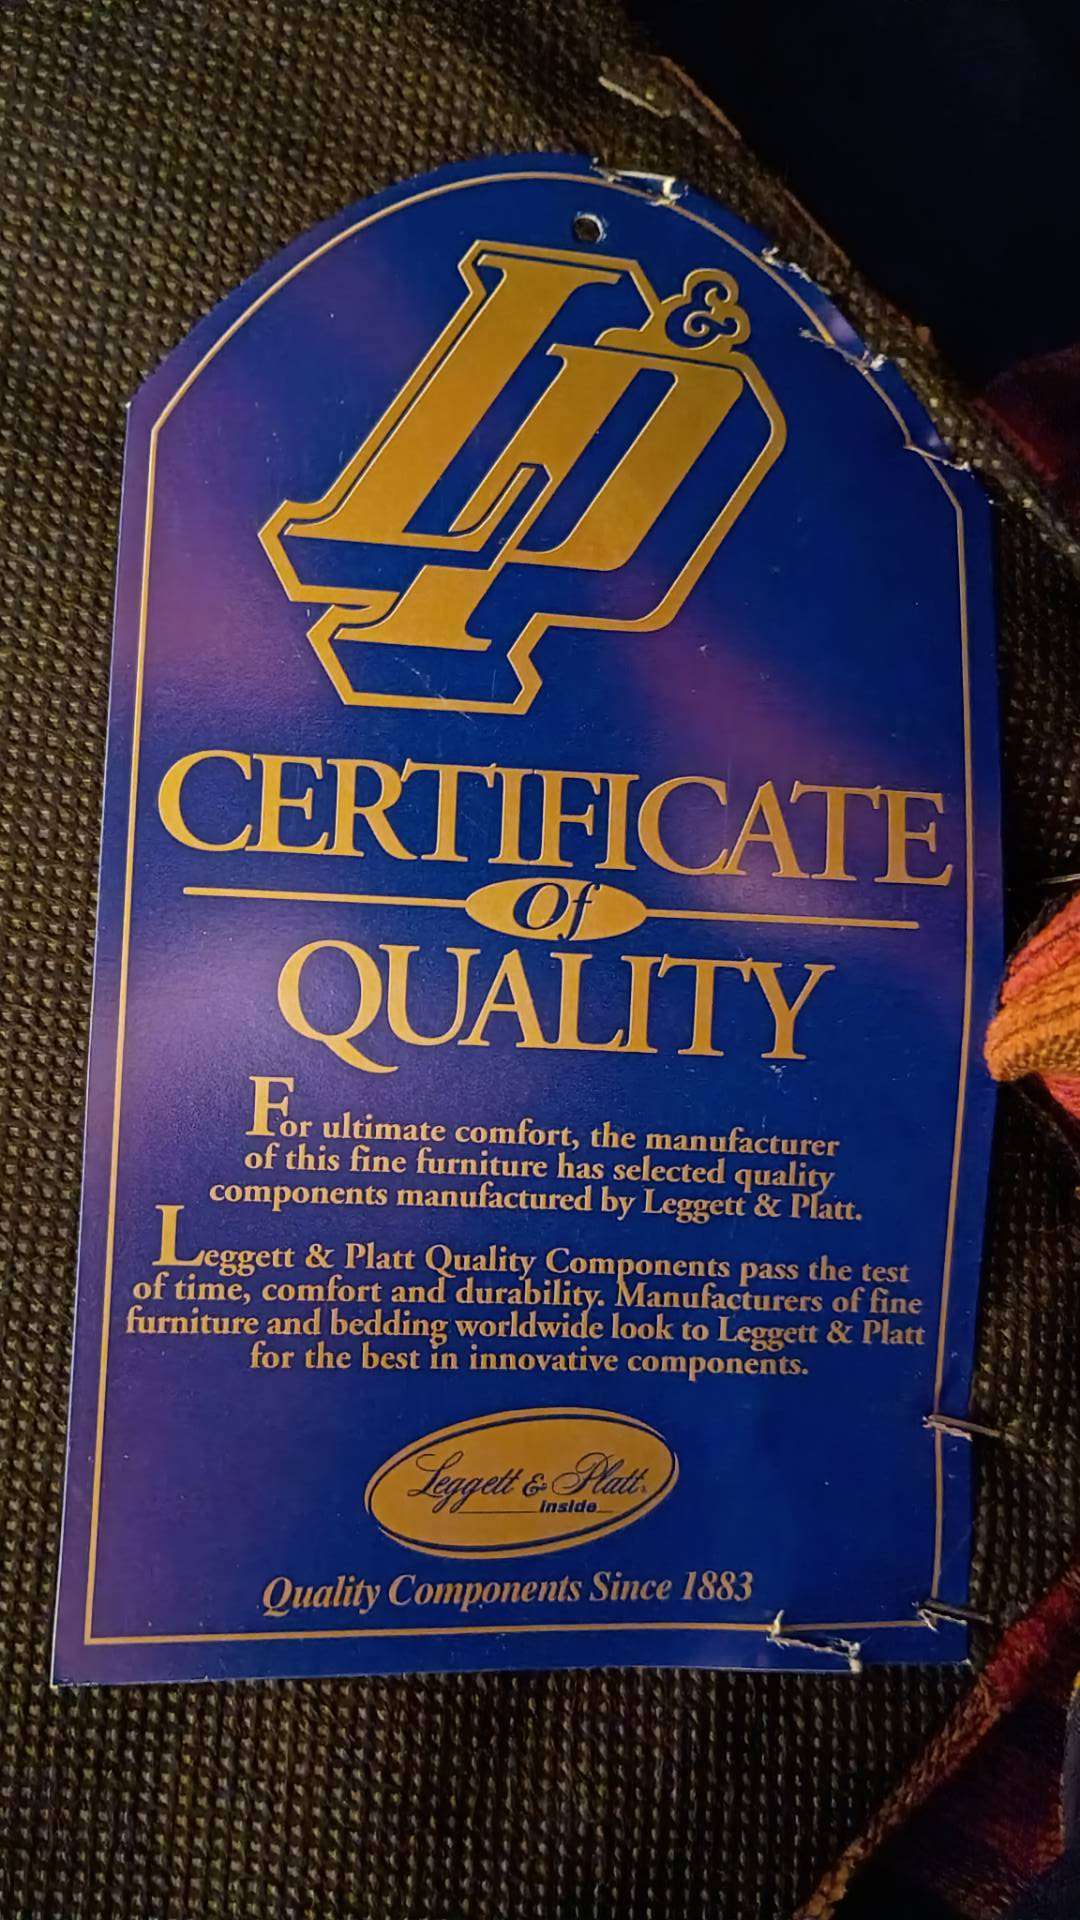 L&P
CERTIFICATE
Of
QUALITY
For ultimate comfort, the manufacturer
of this fine furniture has selected quality
components manufactured by Leggett & Platt.
Leggett & Platt Quality Components pass the test
of time, comfort and durability. Manufacturers of fine
furniture and bedding worldwide look to Leggett & Platt
for the best in innovative components.
Leggett & Platt
inside
Quality Components Since 1883